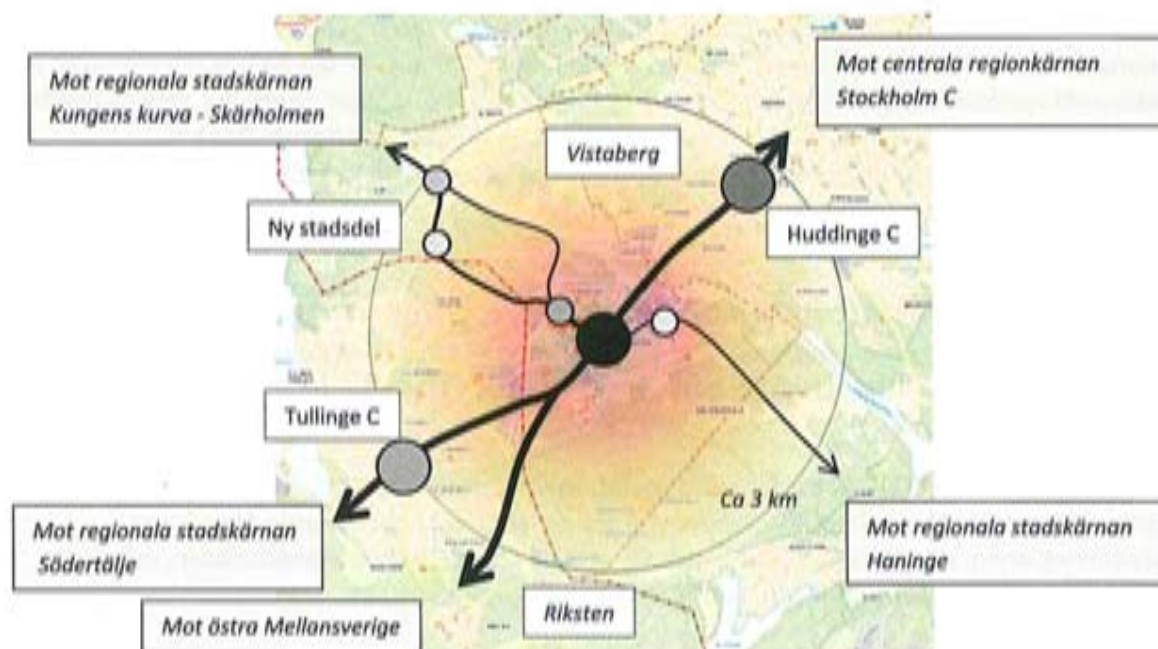 Mot regionala stadskärnan
Kungens kurva - Skärholmen
Mot centrala regionkärnan
Stockholm C
Vistaberg
Ny stadsdel
Huddinge C
Tullinge C
Ca 3 km
Mot regionala stadskärnan
Södertälje
Mot regionala stadskärnan
Haninge
Riksten
Mot östra Mellansverige